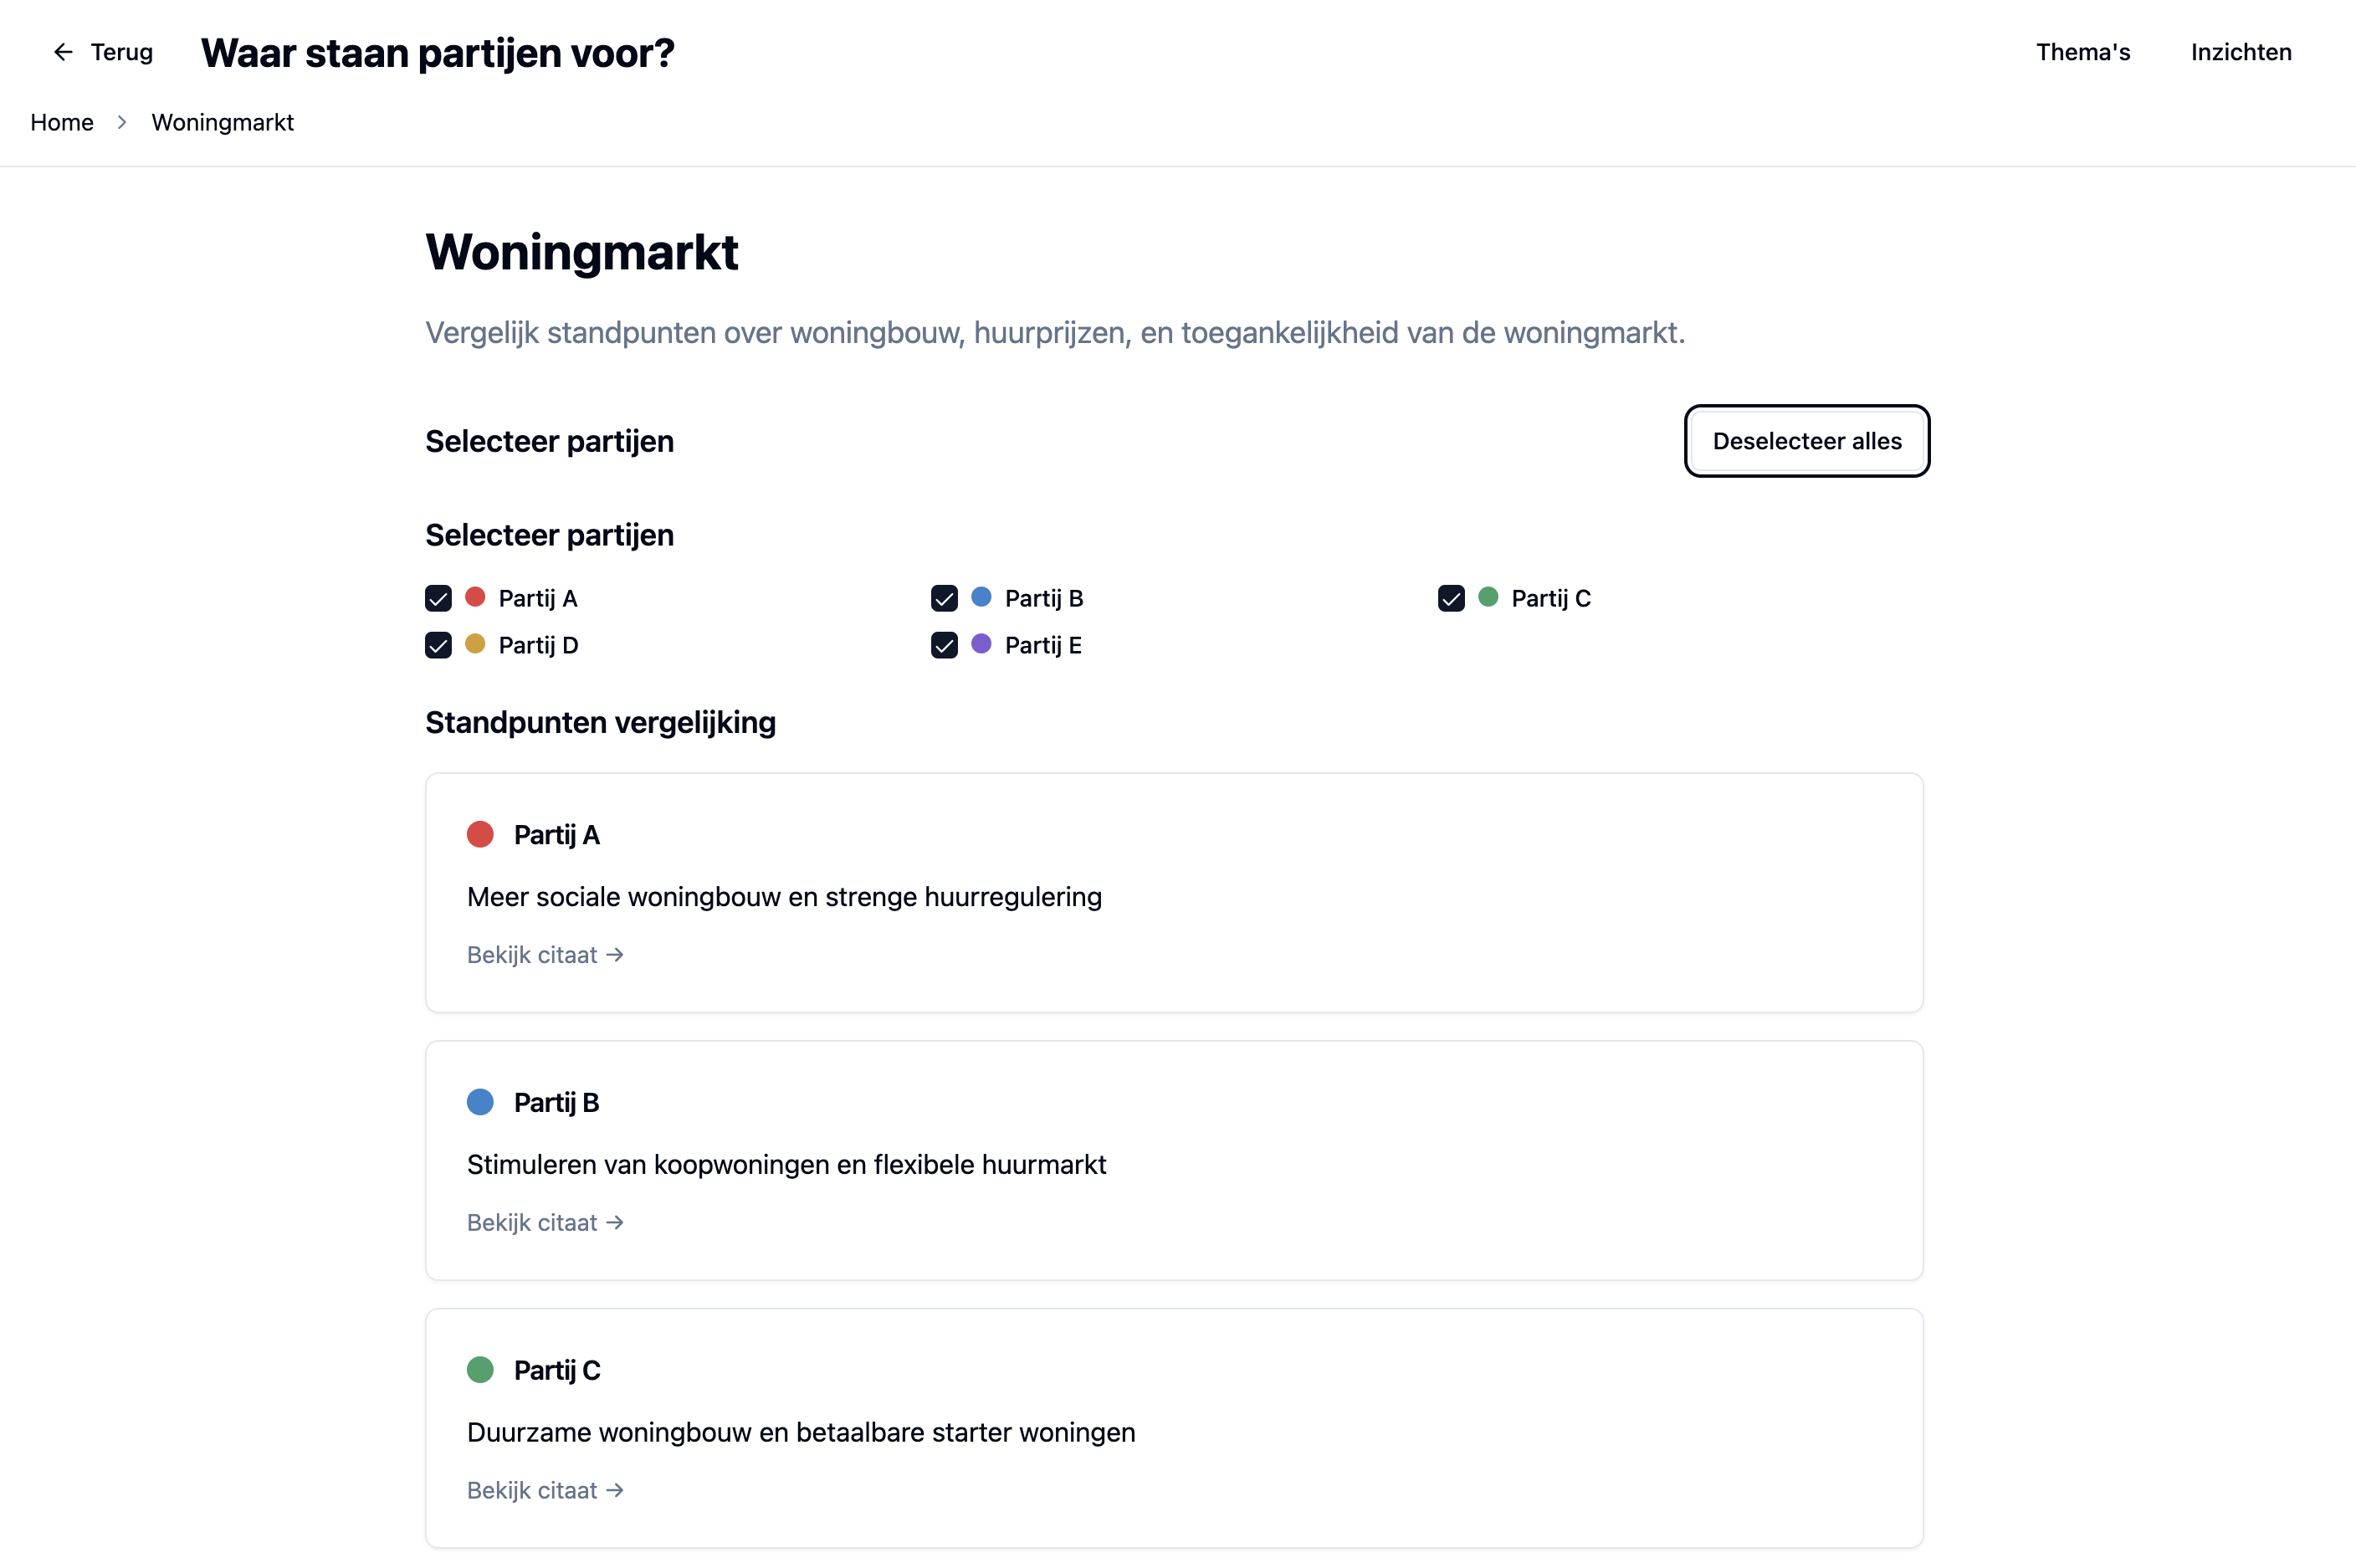 Terug
Waar staan partijen voor?
Thema's
Inzichten
Home
Woningmarkt
Woningmarkt
Vergelijk standpunten over woningbouw, huurprijzen, en toegankelijkheid van de woningmarkt.
Selecteer partijen
Deselecteer alles
Selecteer partijen
Partij A
Partij B
Partij C
Partij D
Partij E
Standpunten vergelijking
Partij A
Meer sociale woningbouw en strenge huurregulering
Bekijk citaat →
Partij B
Stimuleren van koopwoningen en flexibele huurmarkt
Bekijk citaat →
Partij C
Duurzame woningbouw en betaalbare starter woningen
Bekijk citaat →